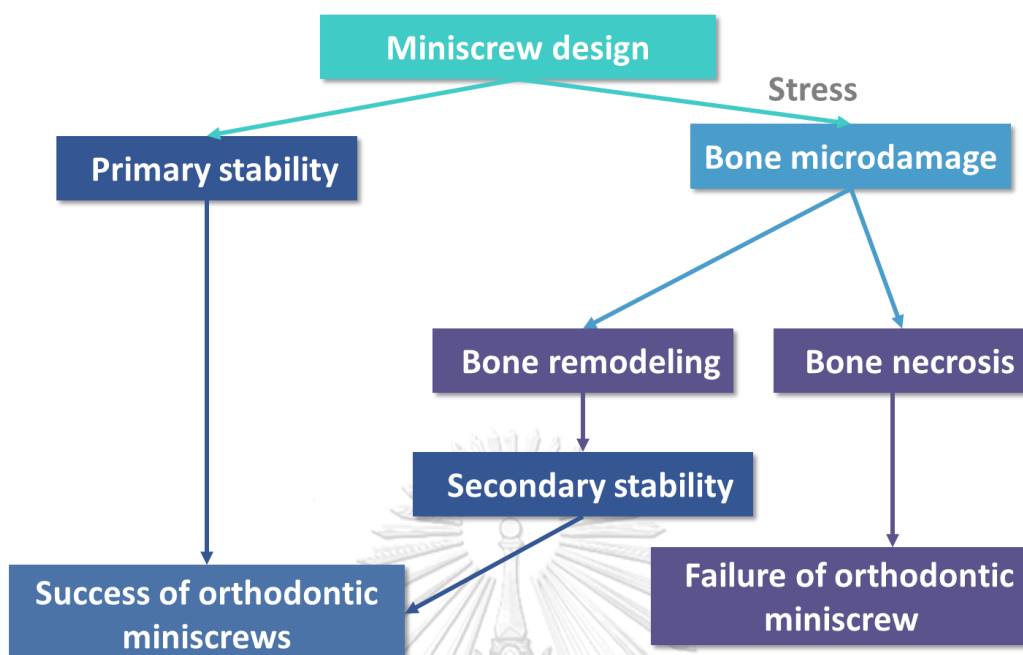 Miniscrew design
Stress
Primary stability
Bone microdamage
Bone remodeling
Bone necrosis
Secondary stability
Success of orthodontic
miniscrews
Failure of orthodontic
miniscrew